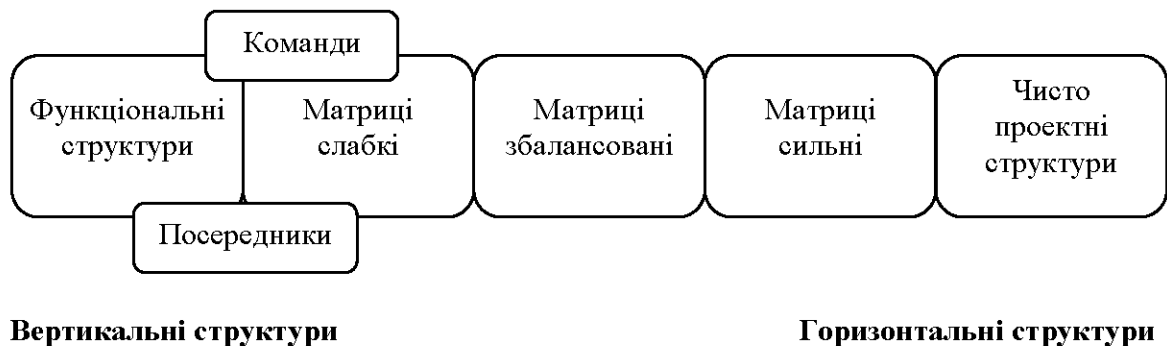 Команди
Функціональні
структури
Матриці
слабкі
Матриці
збалансовані
Матриці
сильні
Чисто
проектні
структури
Посередники
Вертикальні структури
Горизонтальні структури